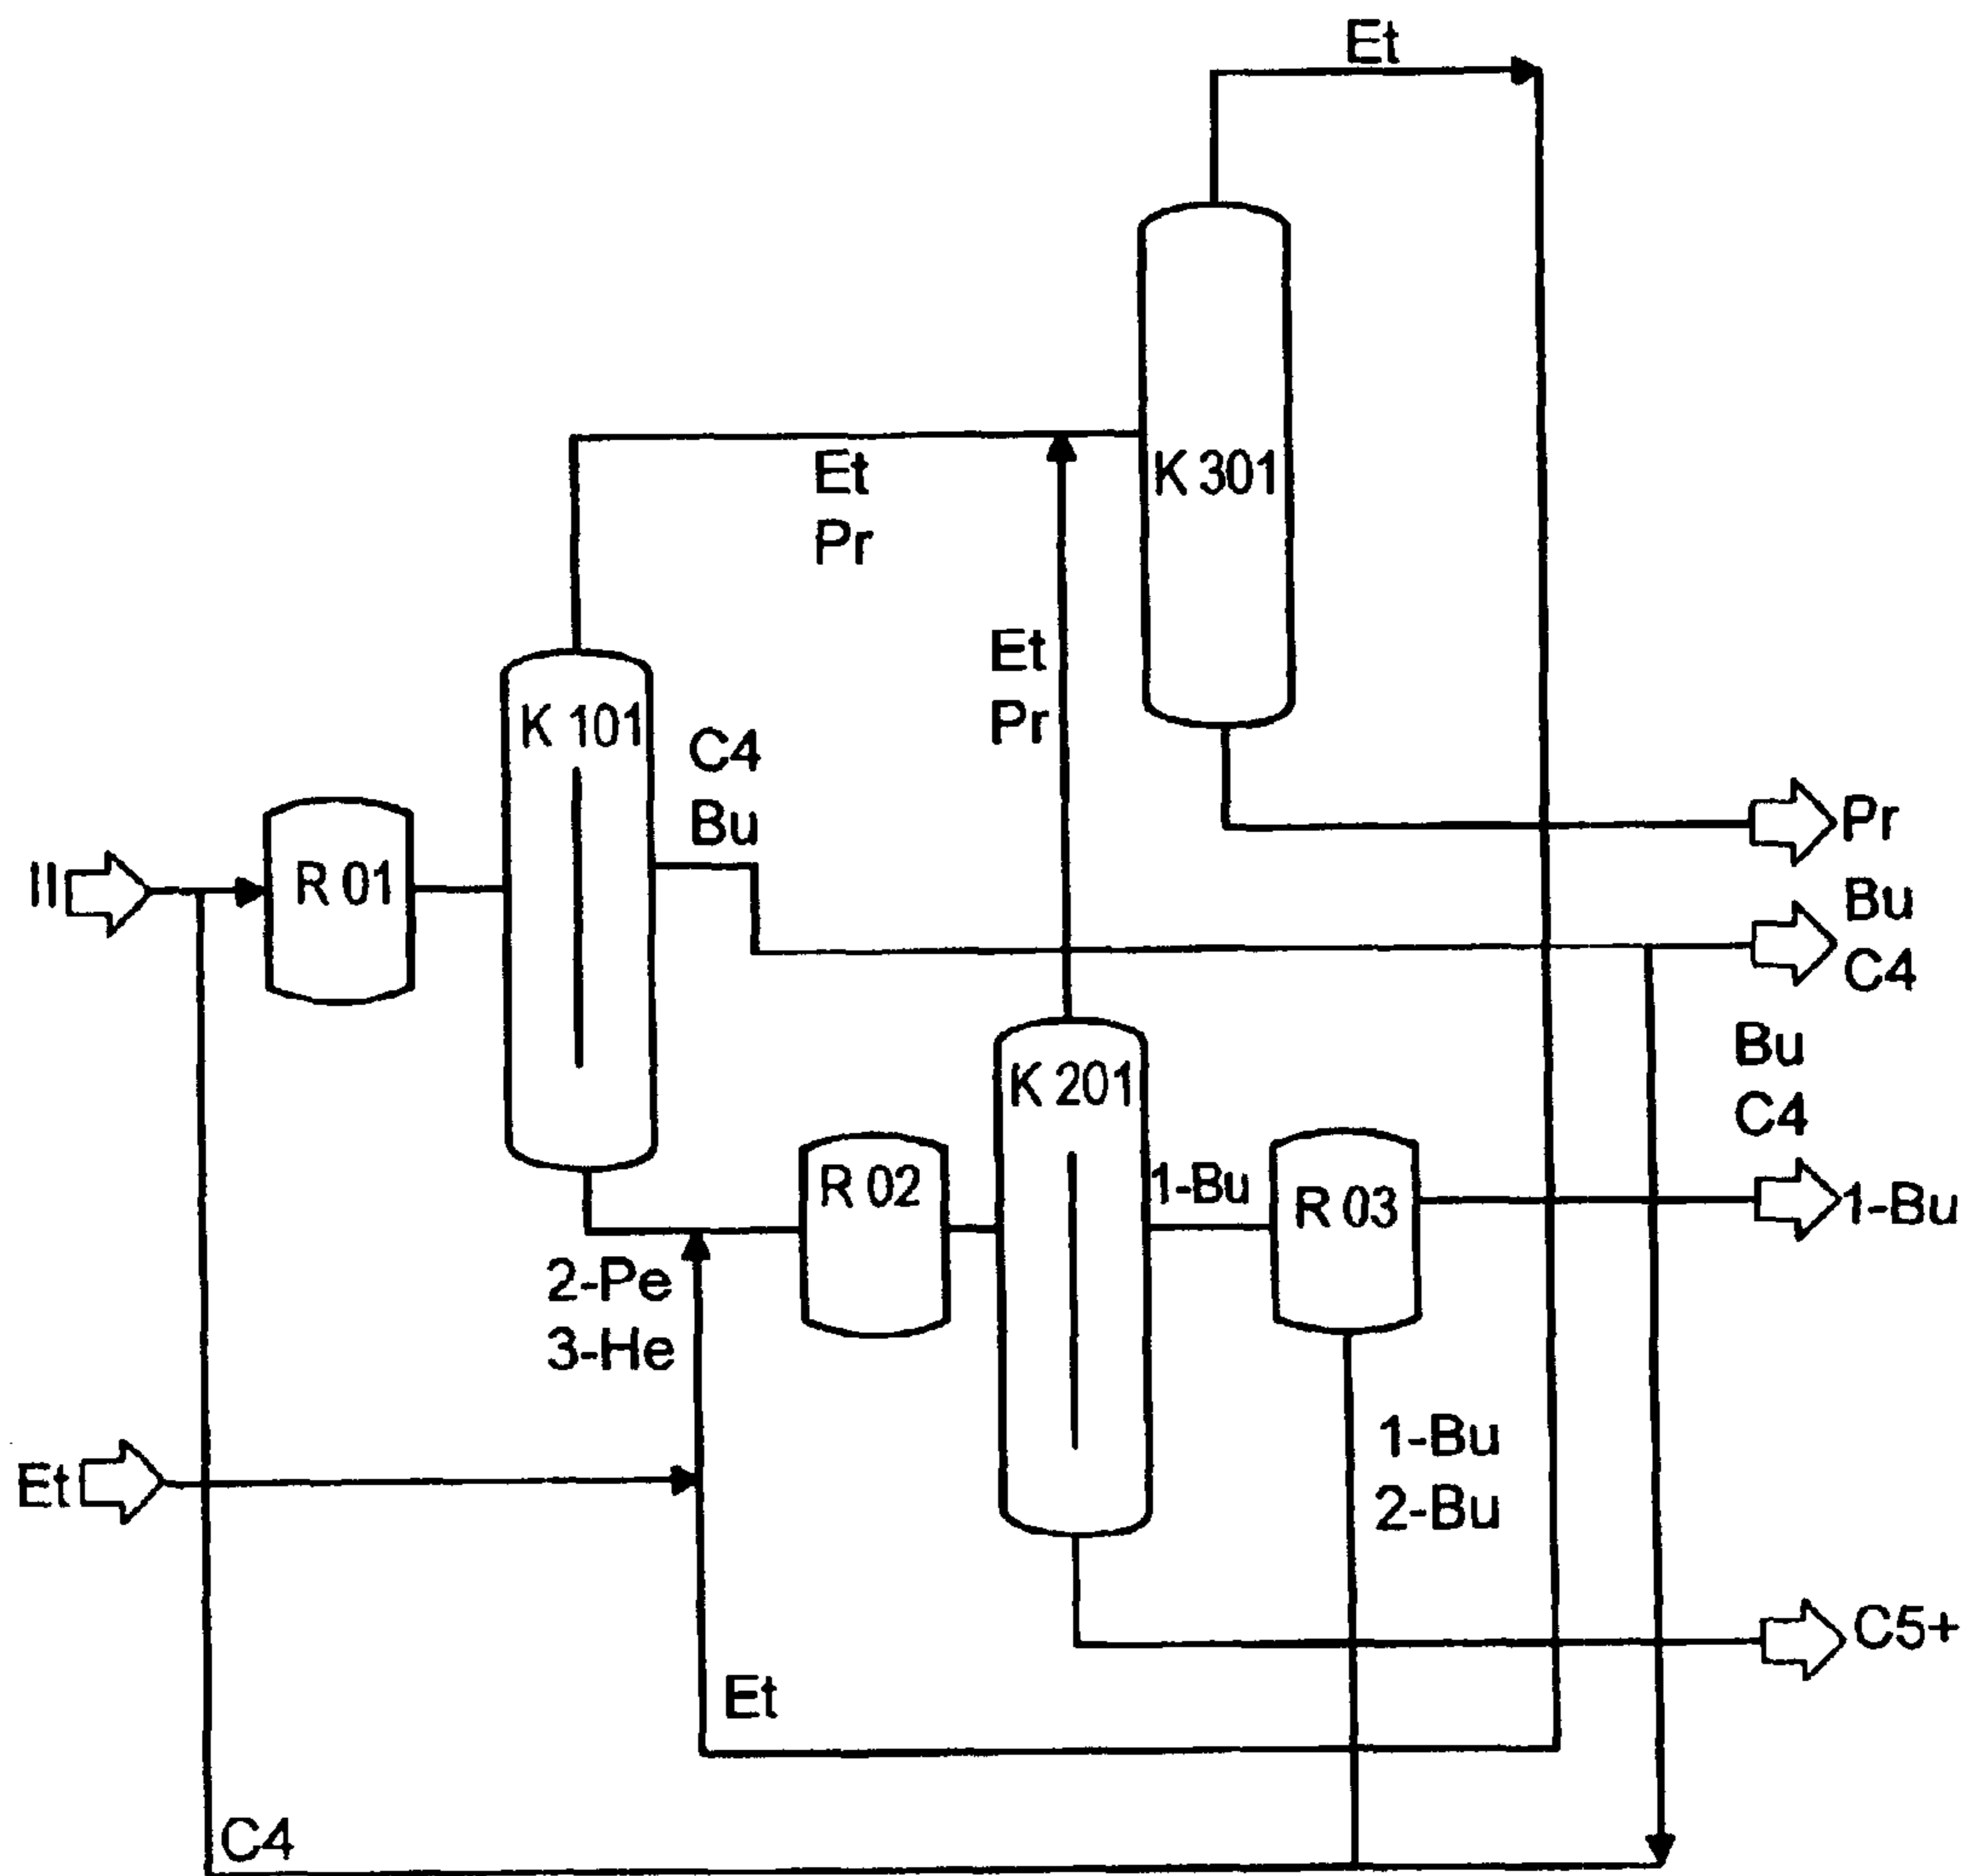 Et
K 301
Et
Pr
Et
Pr
K 101
C4
Bu
Pr
II
R 01
Bu
C4
K 201
Bu
C4
R 02
1-Bu
R 03
1-Bu
2-Pe
3-He
1-Bu
2-Bu
Et
C5+
Et
C4